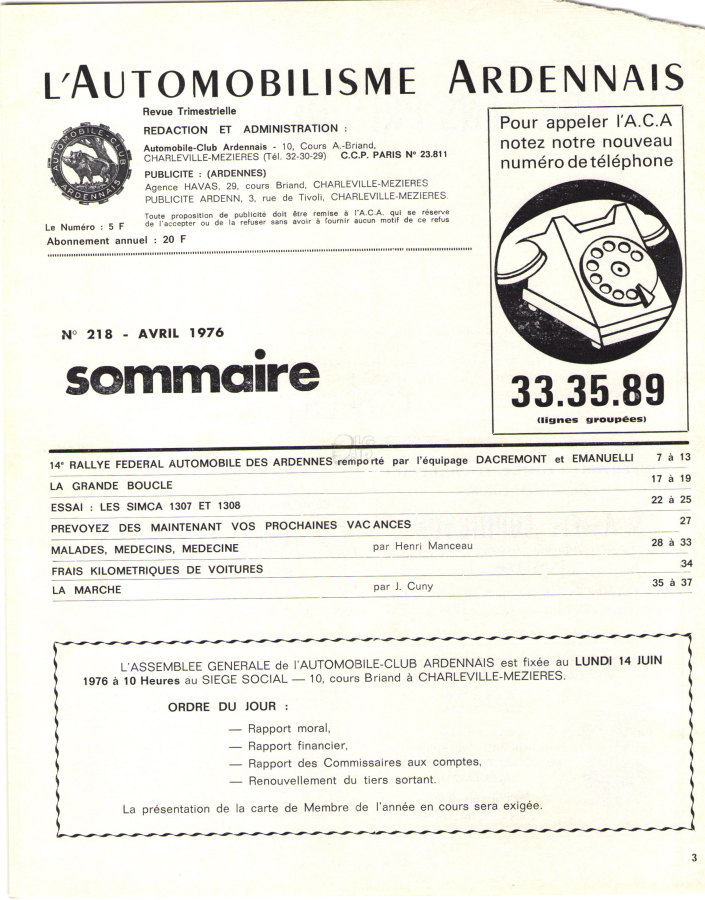 L'AUTOMOBILISME ARDENNAIS
Revue Trimestrielle
REDACTION ET ADMINISTRATION :
Automobile-Club Ardennais - 10, Cours A.-Briand,
CHARLEVILLE-MEZIERES (Tél. 32-30-29) C.C.P. PARIS N° 23.811
PUBLICITE : (ARDENNES)
Agence HAVAS, 29, cours Briand, CHARLEVILLE-MEZIERES
PUBLICITE ARDENN, 3, rue de Tivoli, CHARLEVILLE-MEZIERES.
Toute proposition de publicité doit être remise à l'A.C.A. qui se réserve
de l'accepter ou de la refuser sans avoir à fournir aucun motif de ce refus
AUTOMOBILE-CLUB
ARDENNAIS
Le Numéro : 5 F
Abonnement annuel : 20 F
Pour appeler l'A.C.A
notez notre nouveau
numéro de téléphone
33.35.89
(lignes groupées)
N° 218 - AVRIL 1976
sommaire
14e RALLYE FEDERAL AUTOMOBILE DES ARDENNES remporté par l'équipage DACREMONT et EMANUELLI 7 à 13
LA GRANDE BOUCLE 17 à 19
ESSAI : LES SIMCA 1307 ET 1308 22 à 25
PREVOYEZ DES MAINTENANT VOS PROCHAINES VACANCES 27
MALADES, MEDECINS, MEDECINE par Henri Manceau 28 à 33
FRAIS KILOMETRIQUES DE VOITURES 34
LA MARCHE par J. Cuny 35 à 37
L'ASSEMBLEE GENERALE de l'AUTOMOBILE-CLUB ARDENNAIS est fixée au LUNDI 14 JUIN
1976 à 10 Heures au SIEGE SOCIAL — 10, cours Briand à CHARLEVILLE-MEZIERES.
ORDRE DU JOUR :
— Rapport moral,
— Rapport financier,
— Rapport des Commissaires aux comptes,
— Renouvellement du tiers sortant.
La présentation de la carte de Membre de l'année en cours sera exigée.
3